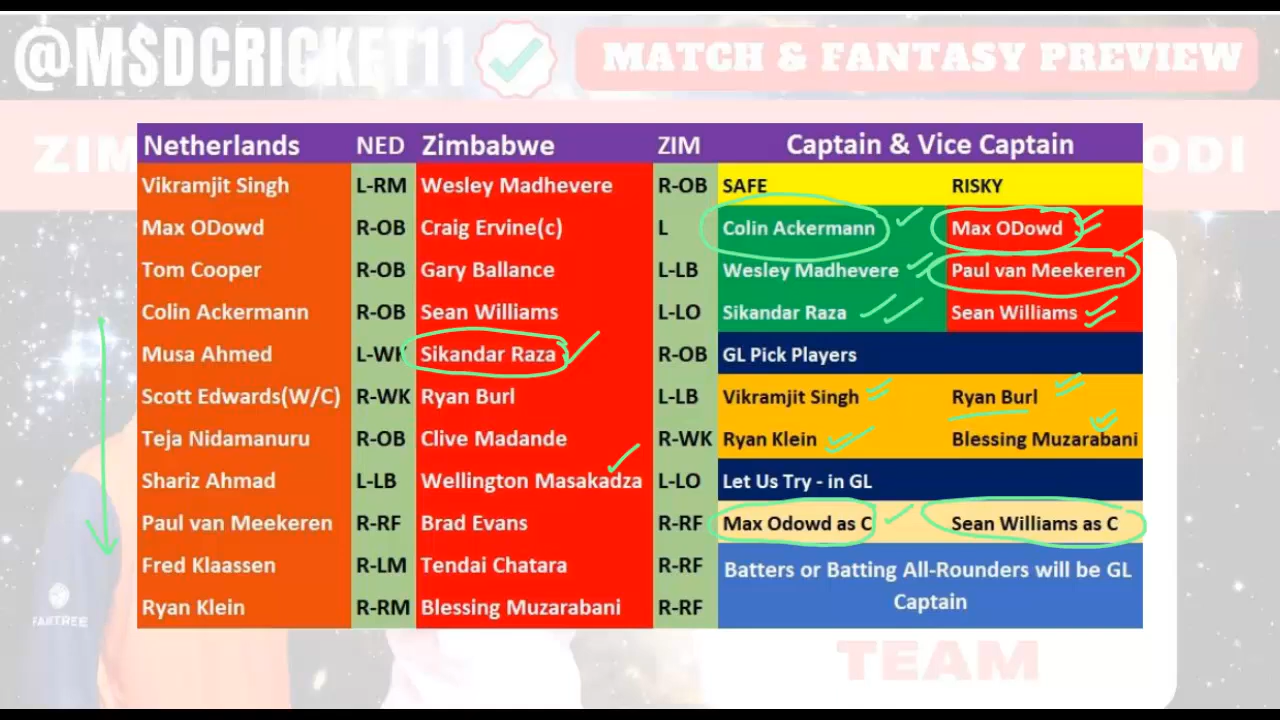 @MSDCRICKET11 MATCH & FANTASY PREVIEW
ZIM ODI
Netherlands NED Zimbabwe ZIM Captain & Vice Captain
Vikramjit Singh L-RM Wesley Madhevere R-OB SAFE RISKY
Max ODowd R-OB Craig Ervine(c) L Colin Ackermann Max ODowd
Tom Cooper R-OB Gary Ballance L-LB Wesley Madhevere Paul van Meekeren
Colin Ackermann R-OB Sean Williams L-LO Sikandar Raza Sean Williams
Musa Ahmed L-WK Sikandar Raza R-OB GL Pick Players
Scott Edwards(W/C) R-WK Ryan Burl L-LB Vikramjit Singh Ryan Burl
Teja Nidamanuru R-OB Clive Madande R-WK Ryan Klein Blessing Muzarabani
Shariz Ahmad L-LB Wellington Masakadza L-LO Let Us Try - in GL
Paul van Meekeren R-RF Brad Evans R-RF Max Odowd as C Sean Williams as C
Fred Klaassen R-LM Tendai Chatara R-RF Batters or Batting All-Rounders will be GL
Captain
Ryan Klein R-RM Blessing Muzarabani R-RF
FAIRTREE
TEAM